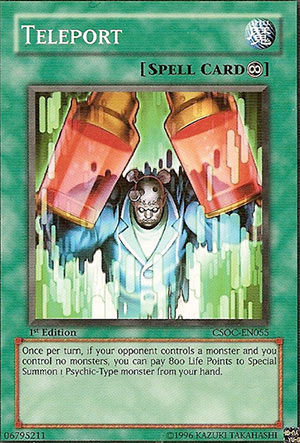 TELEPORT
[SPELL CARD]
1st Edition
CSOC-EN055
Once per turn, if your opponent controls a monster and you
control no monsters, you can pay 800 Life Points to Special
Summon 1 Psychic-Type monster from your hand.
06795211
©1996 KAZUKI TAKAHASHI